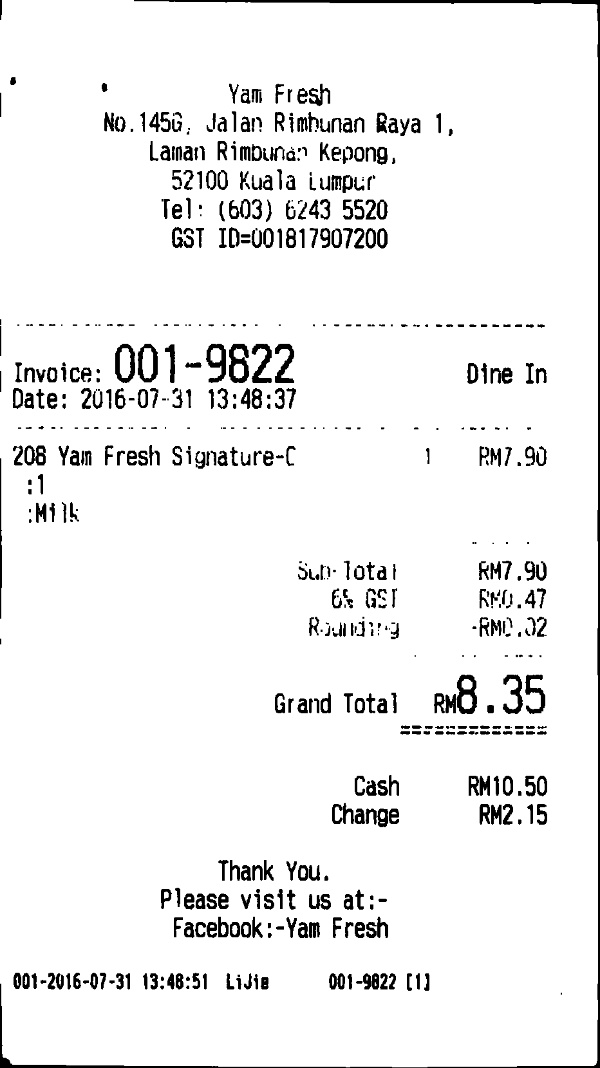 Yam Fresh
No.145G, Jalan Rimbunan Raya 1,
Laman Rimbunan Kepong,
52100 Kuala Lumpur
Tel: (603) 6243 5520
GST ID=001817907200
Invoice: 001-9822 Dine In
Date: 2016-07-31 13:48:37
208 Yam Fresh Signature-C 1 RM7.90
:1
:Milk
Sub-Total RM7.90
6% GST RM0.47
Rounding -RM0.02
Grand Total RM8.35
Cash RM10.50
Change RM2.15
Thank You.
Please visit us at:-
Facebook:-Yam Fresh
001-2016-07-31 13:48:51 LiJie 001-9822 [1]